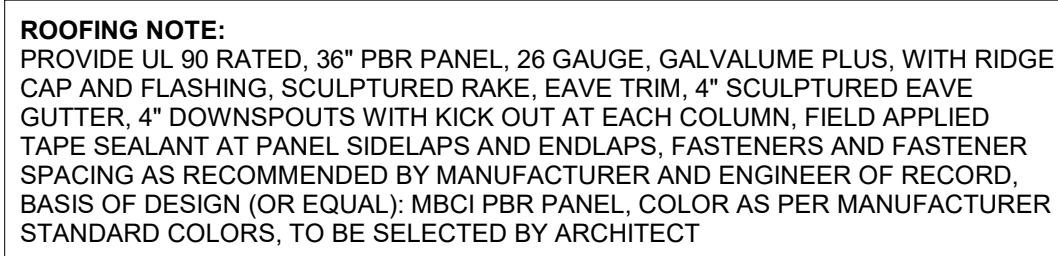 ROOFING NOTE:
PROVIDE UL 90 RATED, 36" PBR PANEL, 26 GAUGE, GALVALUME PLUS, WITH RIDGE
CAP AND FLASHING, SCULPTURED RAKE, EAVE TRIM, 4" SCULPTURED EAVE
GUTTER, 4" DOWNSPOUTS WITH KICK OUT AT EACH COLUMN, FIELD APPLIED
TAPE SEALANT AT PANEL SIDELAPS AND ENDLAPS, FASTENERS AND FASTENER
SPACING AS RECOMMENDED BY MANUFACTURER AND ENGINEER OF RECORD,
BASIS OF DESIGN (OR EQUAL): MBCI PBR PANEL, COLOR AS PER MANUFACTURER
STANDARD COLORS, TO BE SELECTED BY ARCHITECT